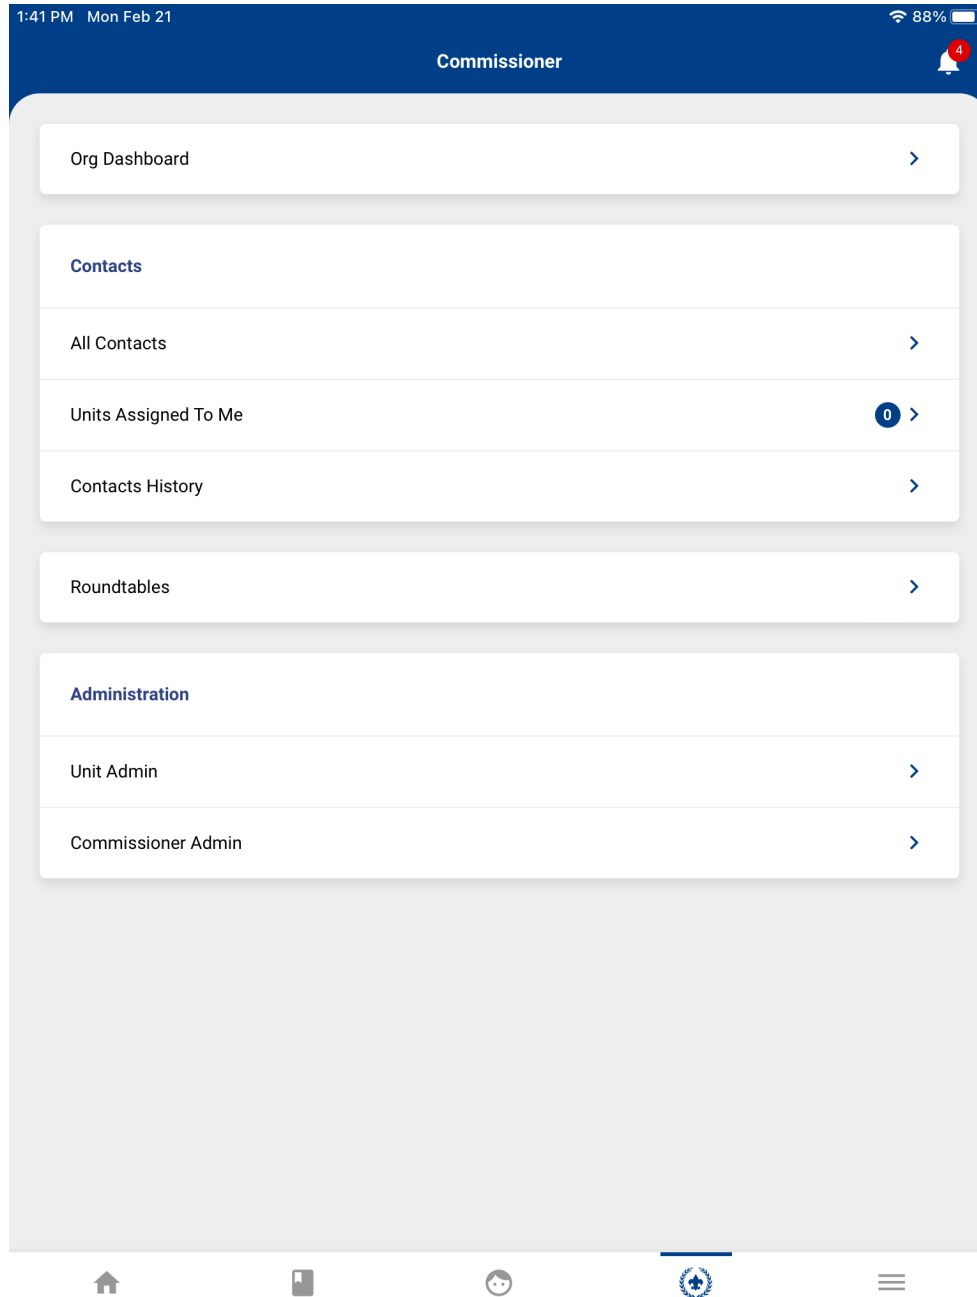 1:41 PM Mon Feb 21 88%
Commissioner 4
Org Dashboard
Contacts
All Contacts
Units Assigned To Me 0
Contacts History
Roundtables
Administration
Unit Admin
Commissioner Admin